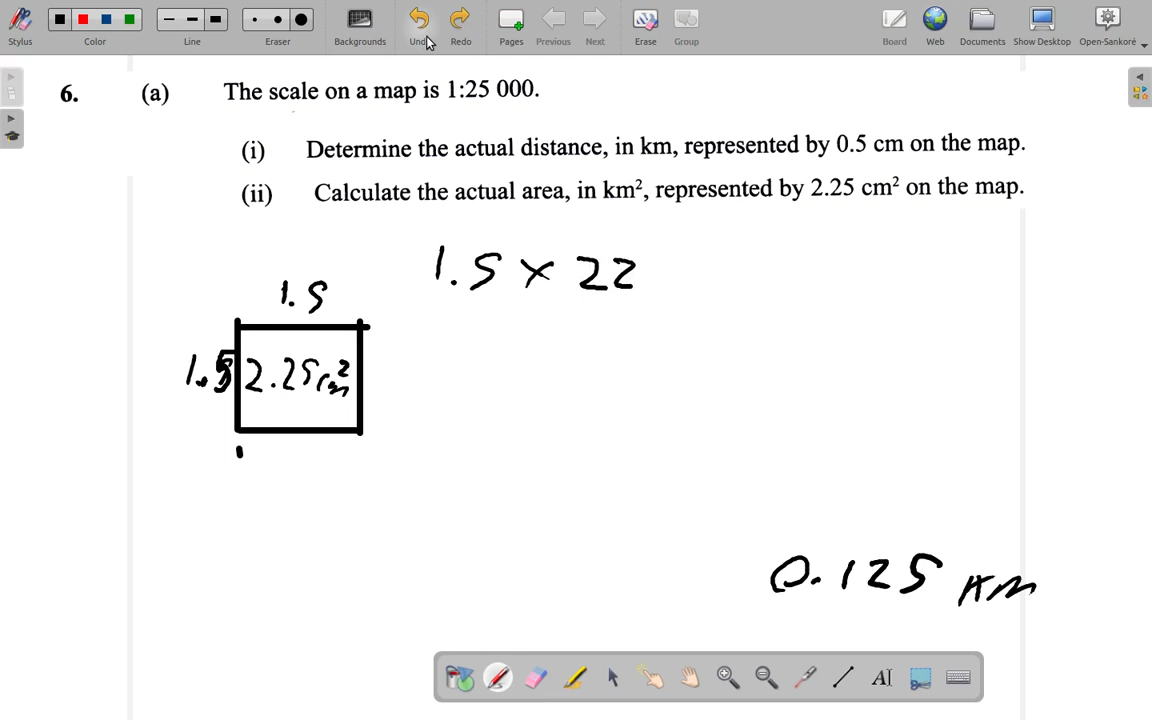 Stylus Color Line Eraser Backgrounds Undo Redo Pages Previous Next Erase Group Board Web Documents Show Desktop Open-Sankoré
6. (a) The scale on a map is 1:25 000.
(i) Determine the actual distance, in km, represented by 0.5 cm on the map.
(ii) Calculate the actual area, in km², represented by 2.25 cm² on the map.
1.5 × 22
1.5
1.5 2.25cm²
0.125 km